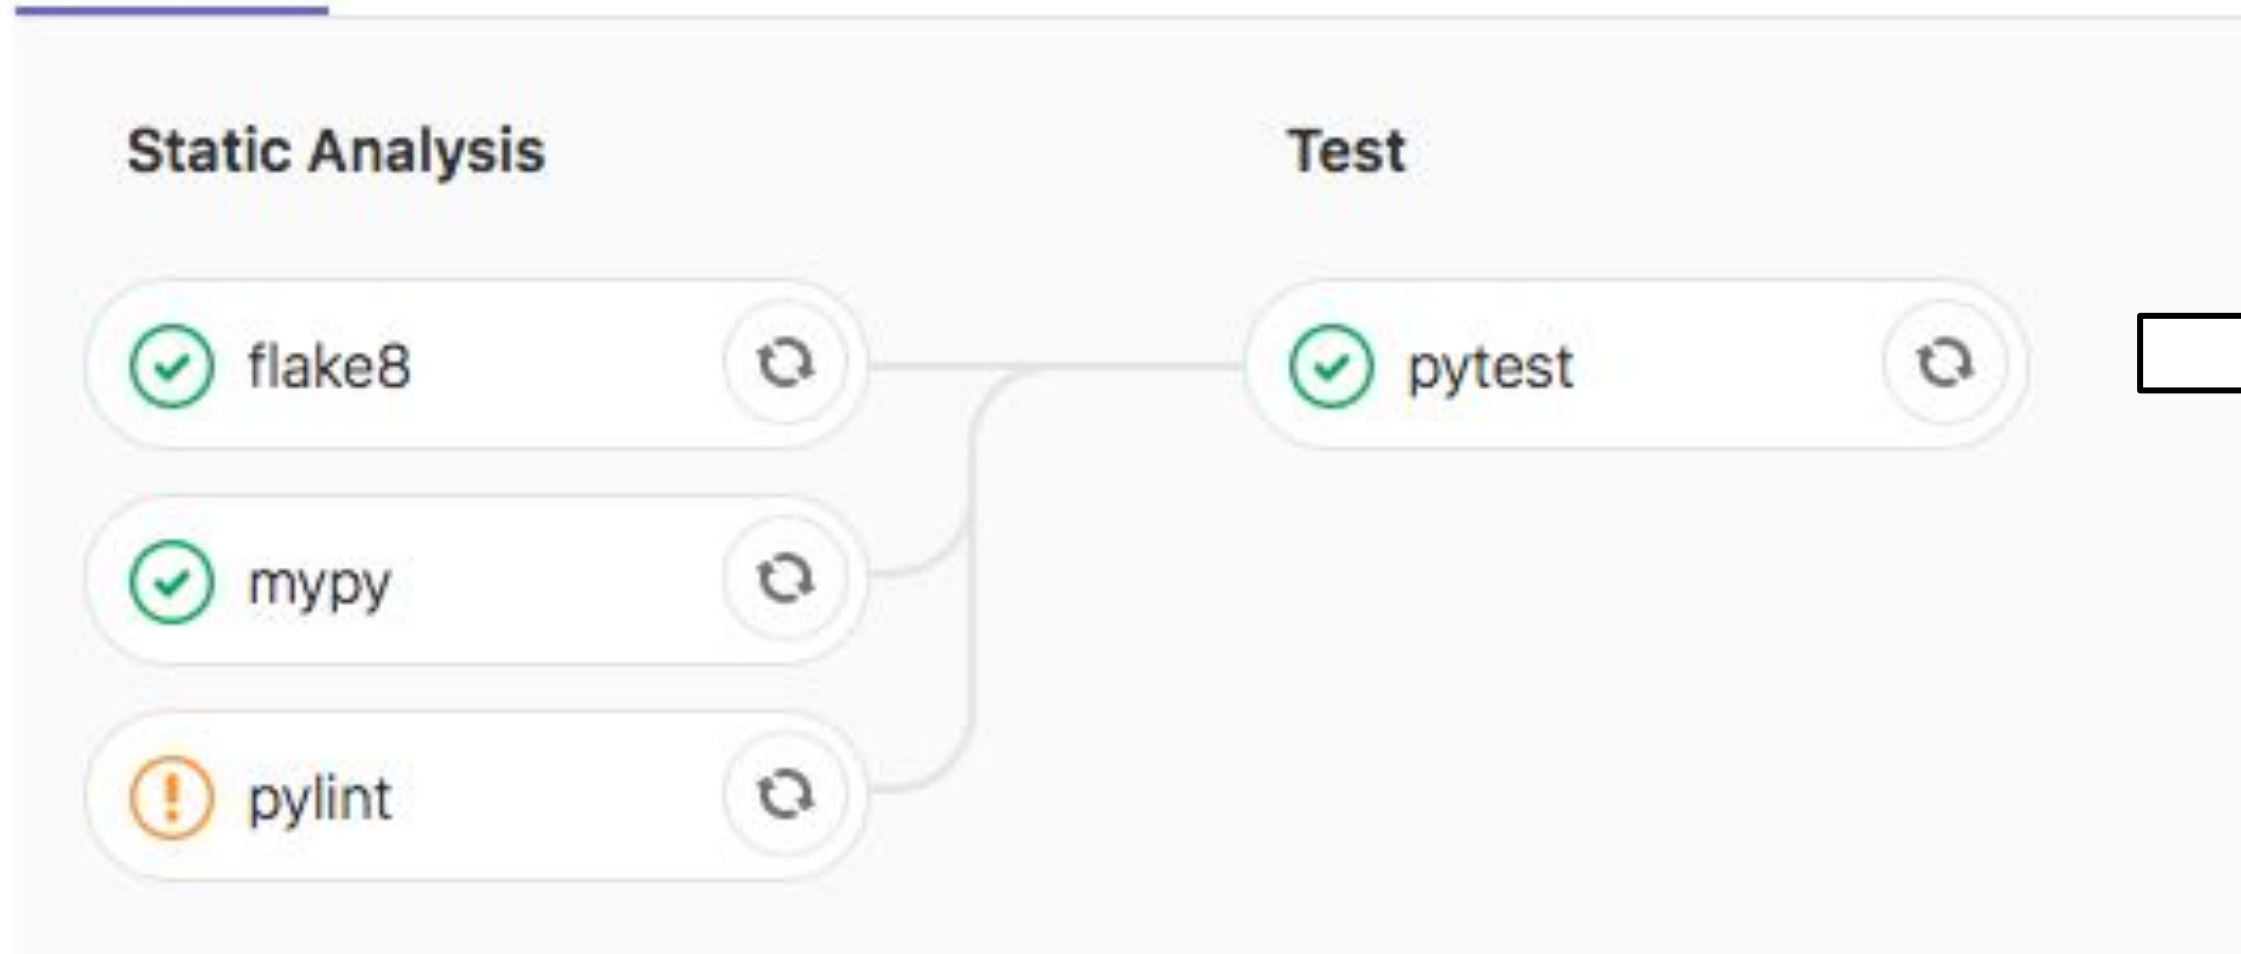 Static Analysis
Test
flake8
pytest
mypy
pylint